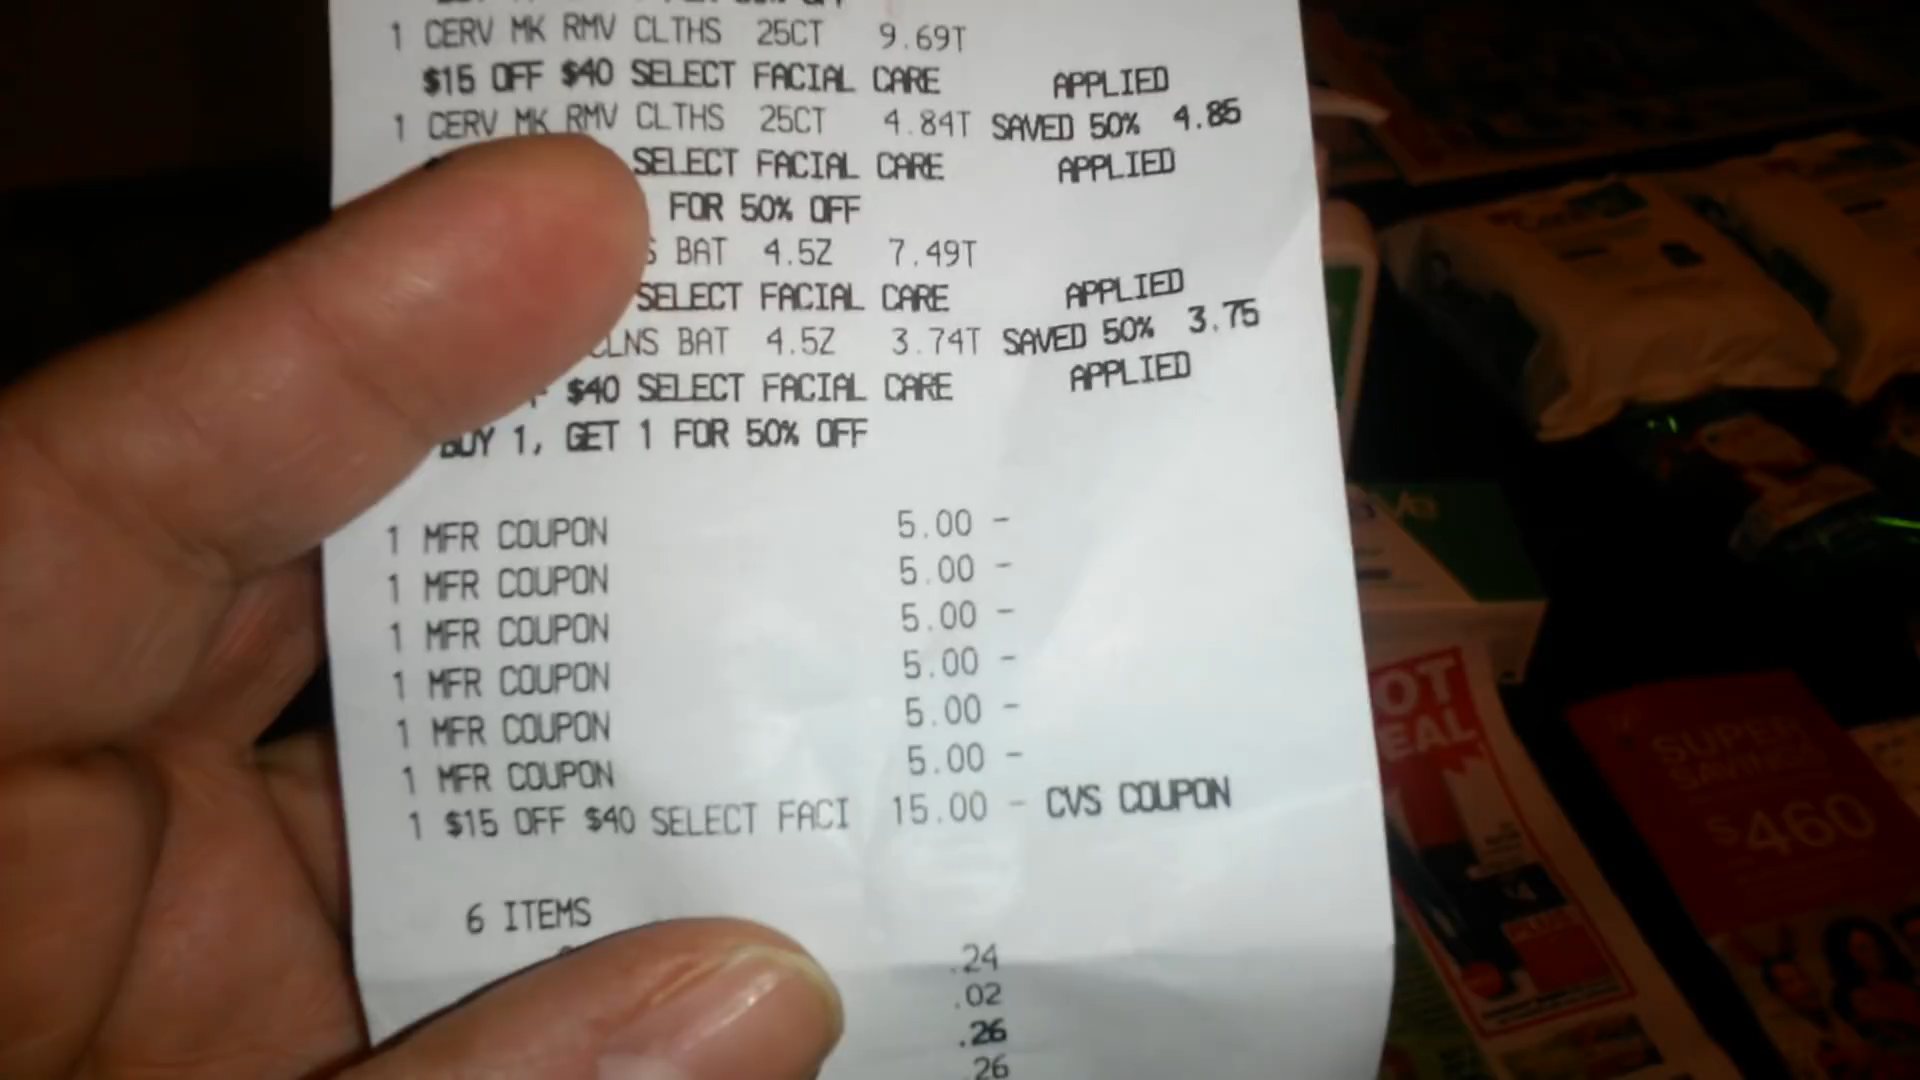 1 CERV MK RMV CLTHS 25CT 9.69T
$15 OFF $40 SELECT FACIAL CARE APPLIED
1 CERV MK RMV CLTHS 25CT 4.84T SAVED 50% 4.85
SELECT FACIAL CARE APPLIED
FOR 50% OFF
BAT 4.5Z 7.49T
SELECT FACIAL CARE APPLIED
CLNS BAT 4.5Z 3.74T SAVED 50% 3.75
$40 SELECT FACIAL CARE APPLIED
BUY 1, GET 1 FOR 50% OFF
1 MFR COUPON 5.00 -
1 MFR COUPON 5.00 -
1 MFR COUPON 5.00 -
1 MFR COUPON 5.00 -
1 MFR COUPON 5.00 -
1 MFR COUPON 5.00 -
1 $15 OFF $40 SELECT FACI 15.00 - CVS COUPON
6 ITEMS
.24
.02
.26
.26
SUPER
SAVINGS
$460